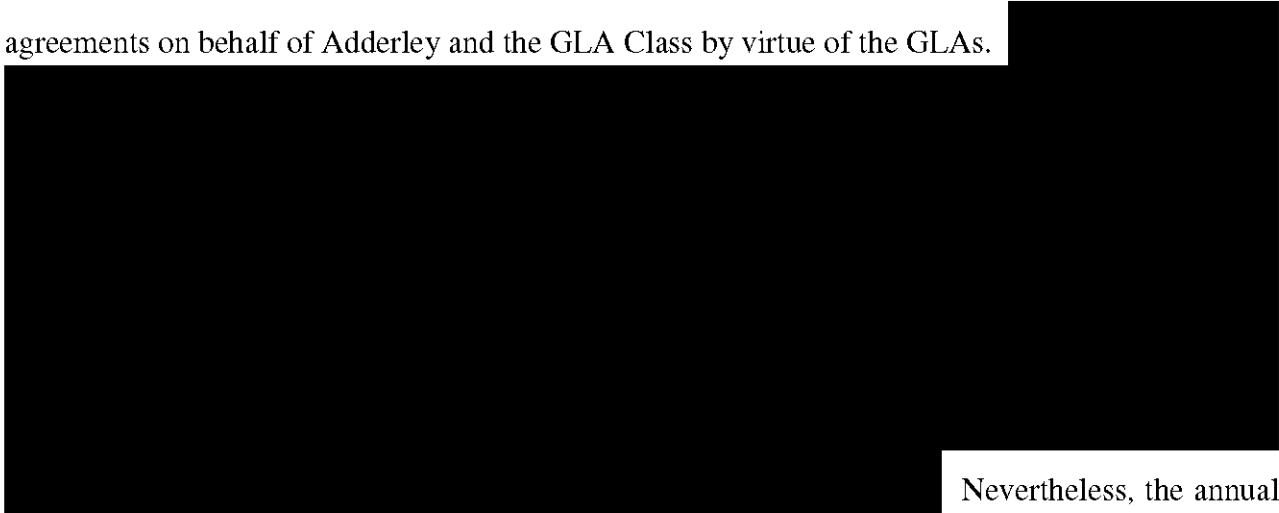 agreements on behalf of Adderley and the GLA Class by virtue of the GLAs.
Nevertheless, the annual